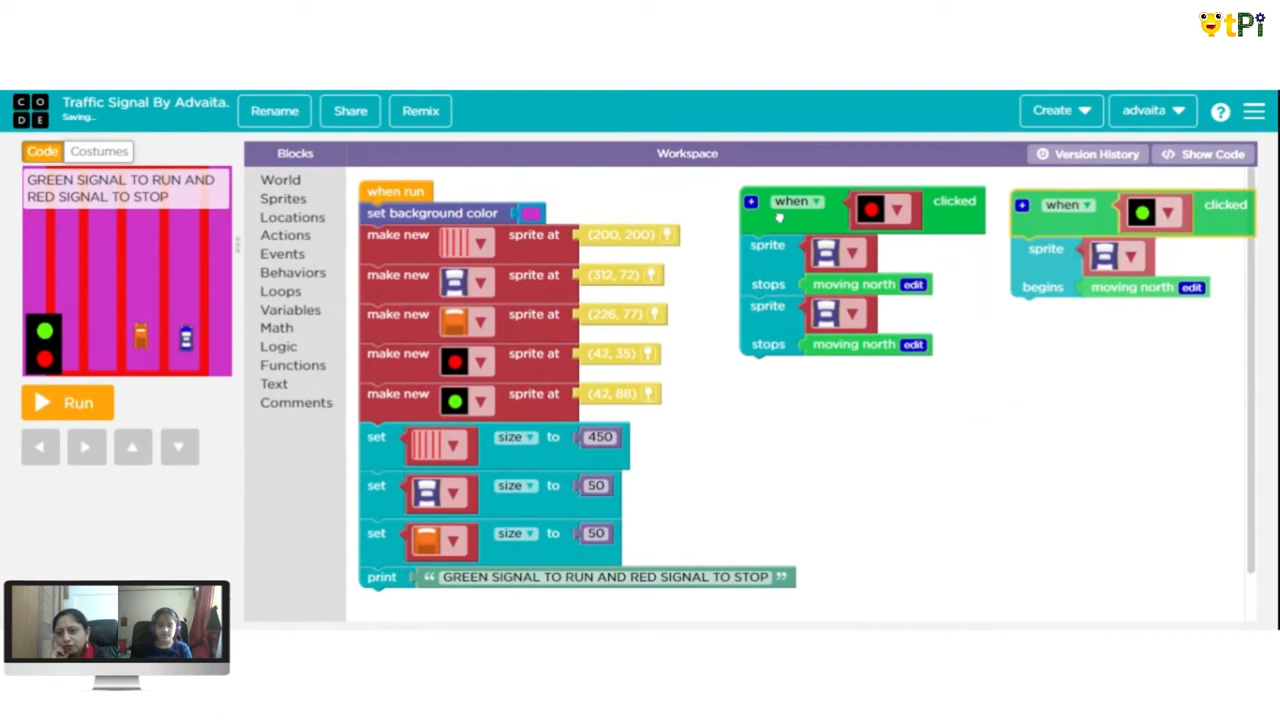 tPi
CODE
Traffic Signal By Advaita.
Saving...
Rename
Share
Remix
Create
advaita
?
Code
Costumes
Blocks
Workspace
Version History
Show Code
GREEN SIGNAL TO RUN AND
RED SIGNAL TO STOP
Run
World
Sprites
Locations
Actions
Events
Behaviors
Loops
Variables
Math
Logic
Functions
Text
Comments
when run
set background color
make new sprite at (200, 200)
make new sprite at (312, 72)
make new sprite at (226, 77)
make new sprite at (42, 35)
make new sprite at (42, 88)
set size to 450
set size to 50
set size to 50
print “ GREEN SIGNAL TO RUN AND RED SIGNAL TO STOP ”
when clicked
sprite
stops moving north edit
sprite
stops moving north edit
when clicked
sprite
begins moving north edit